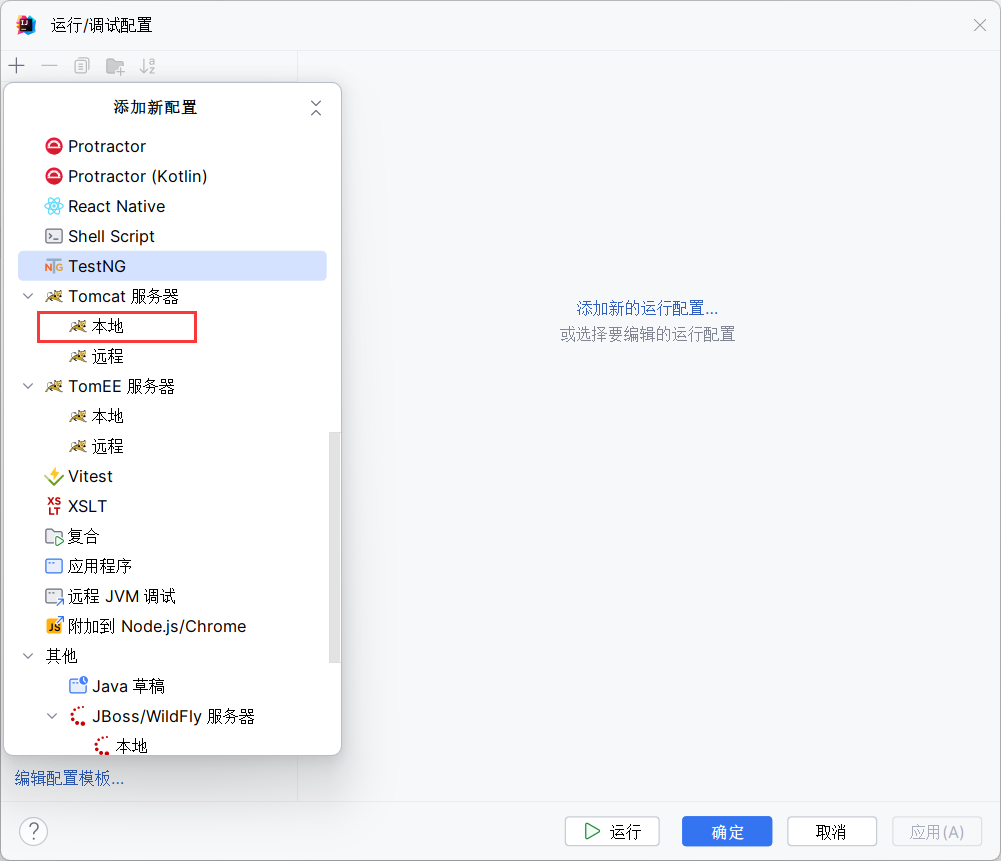 运行/调试配置
添加新配置
Protractor
Protractor (Kotlin)
React Native
Shell Script
TestNG
Tomcat 服务器
本地
远程
TomEE 服务器
本地
远程
Vitest
XSLT
复合
应用程序
远程 JVM 调试
附加到 Node.js/Chrome
其他
Java 草稿
JBoss/WildFly 服务器
本地
添加新的运行配置...
或选择要编辑的运行配置
编辑配置模板...
? 运行 确定 取消 应用(A)